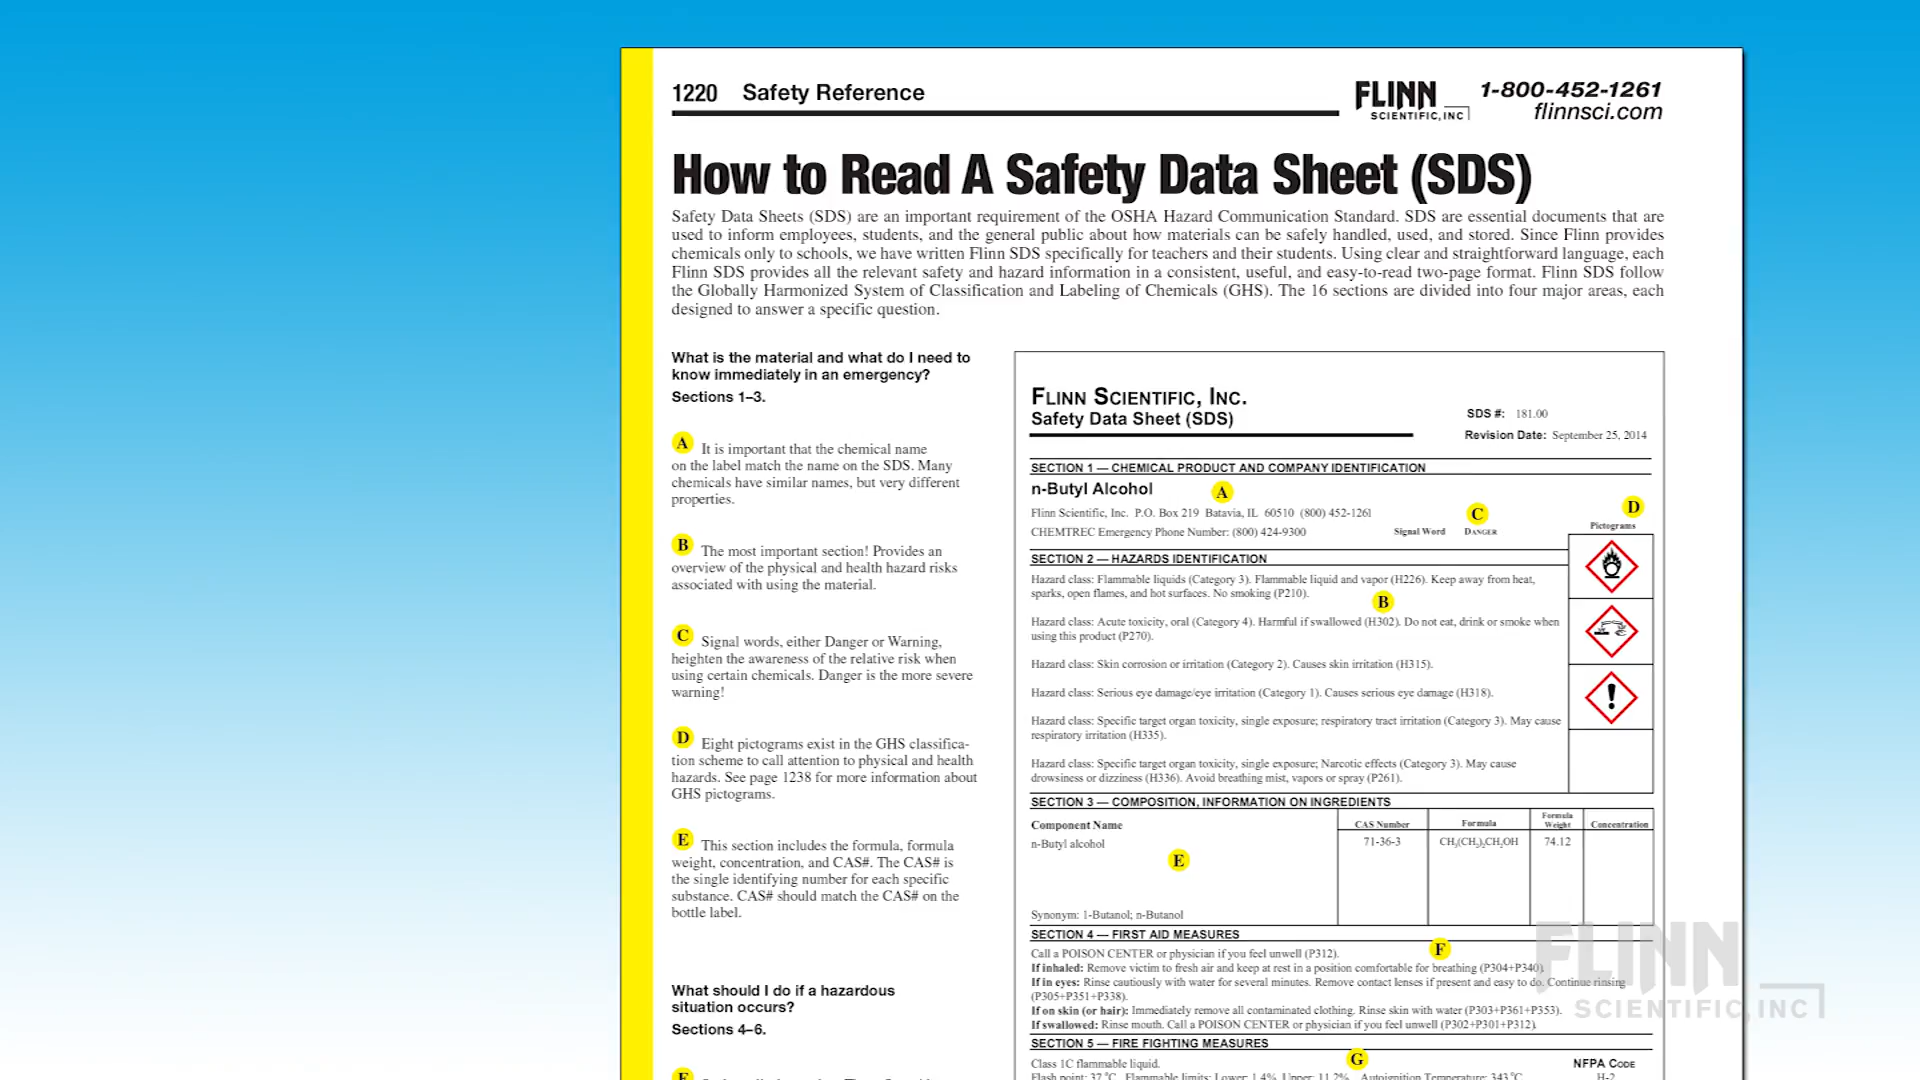 1220 Safety Reference
FLINN
SCIENTIFIC, INC
1-800-452-1261
flinnsci.com
How to Read A Safety Data Sheet (SDS)
Safety Data Sheets (SDS) are an important requirement of the OSHA Hazard Communication Standard. SDS are essential documents that are
used to inform employees, students, and the general public about how materials can be safely handled, used, and stored. Since Flinn provides
chemicals only to schools, we have written Flinn SDS specifically for teachers and their students. Using clear and straightforward language, each
Flinn SDS provides all the relevant safety and hazard information in a consistent, useful, and easy-to-read two-page format. Flinn SDS follow
the Globally Harmonized System of Classification and Labeling of Chemicals (GHS). The 16 sections are divided into four major areas, each
designed to answer a specific question.
What is the material and what do I need to
know immediately in an emergency?
Sections 1–3.
A It is important that the chemical name
on the label match the name on the SDS. Many
chemicals have similar names, but very different
properties.
B The most important section! Provides an
overview of the physical and health hazard risks
associated with using the material.
C Signal words, either Danger or Warning,
heighten the awareness of the relative risk when
using certain chemicals. Danger is the more severe
warning!
D Eight pictograms exist in the GHS classifica-
tion scheme to call attention to physical and health
hazards. See page 1238 for more information about
GHS pictograms.
E This section includes the formula, formula
weight, concentration, and CAS#. The CAS# is
the single identifying number for each specific
substance. CAS# should match the CAS# on the
bottle label.
What should I do if a hazardous
situation occurs?
Sections 4–6.
FLINN SCIENTIFIC, INC.
Safety Data Sheet (SDS)
SDS #: 181.00
Revision Date: September 25, 2014
SECTION 1 — CHEMICAL PRODUCT AND COMPANY IDENTIFICATION
n-Butyl Alcohol
A
Flinn Scientific, Inc. P.O. Box 219 Batavia, IL 60510 (800) 452-1261
C
D
Pictograms
CHEMTREC Emergency Phone Number: (800) 424-9300
Signal Word DANGER
SECTION 2 — HAZARDS IDENTIFICATION
Hazard class: Flammable liquids (Category 3). Flammable liquid and vapor (H226). Keep away from heat,
sparks, open flames, and hot surfaces. No smoking (P210).
B
Hazard class: Acute toxicity, oral (Category 4). Harmful if swallowed (H302). Do not eat, drink or smoke when
using this product (P270).
Hazard class: Skin corrosion or irritation (Category 2). Causes skin irritation (H315).
Hazard class: Serious eye damage/eye irritation (Category 1). Causes serious eye damage (H318).
Hazard class: Specific target organ toxicity, single exposure; respiratory tract irritation (Category 3). May cause
respiratory irritation (H335).
Hazard class: Specific target organ toxicity, single exposure; Narcotic effects (Category 3). May cause
drowsiness or dizziness (H336). Avoid breathing mist, vapors or spray (P261).
SECTION 3 — COMPOSITION, INFORMATION ON INGREDIENTS
Component Name CAS Number Formula Formula Weight Concentration
n-Butyl alcohol 71-36-3 CH₃(CH₂)₂CH₂OH 74.12
E
Synonym: 1-Butanol; n-Butanol
SECTION 4 — FIRST AID MEASURES
F
Call a POISON CENTER or physician if you feel unwell (P312).
If inhaled: Remove victim to fresh air and keep at rest in a position comfortable for breathing (P304+P340).
If in eyes: Rinse cautiously with water for several minutes. Remove contact lenses if present and easy to do. Continue rinsing
(P305+P351+P338).
If on skin (or hair): Immediately remove all contaminated clothing. Rinse skin with water (P303+P361+P353).
If swallowed: Rinse mouth. Call a POISON CENTER or physician if you feel unwell (P302+P301+P312).
SECTION 5 — FIRE FIGHTING MEASURES
G
Class 1C flammable liquid.
NFPA CODE
Flash point: 37 °C Flammable limits: Lower: 1.4% Upper: 11.2% Autoignition Temperature: 343 °C
H-2
FLINN
SCIENTIFIC, INC